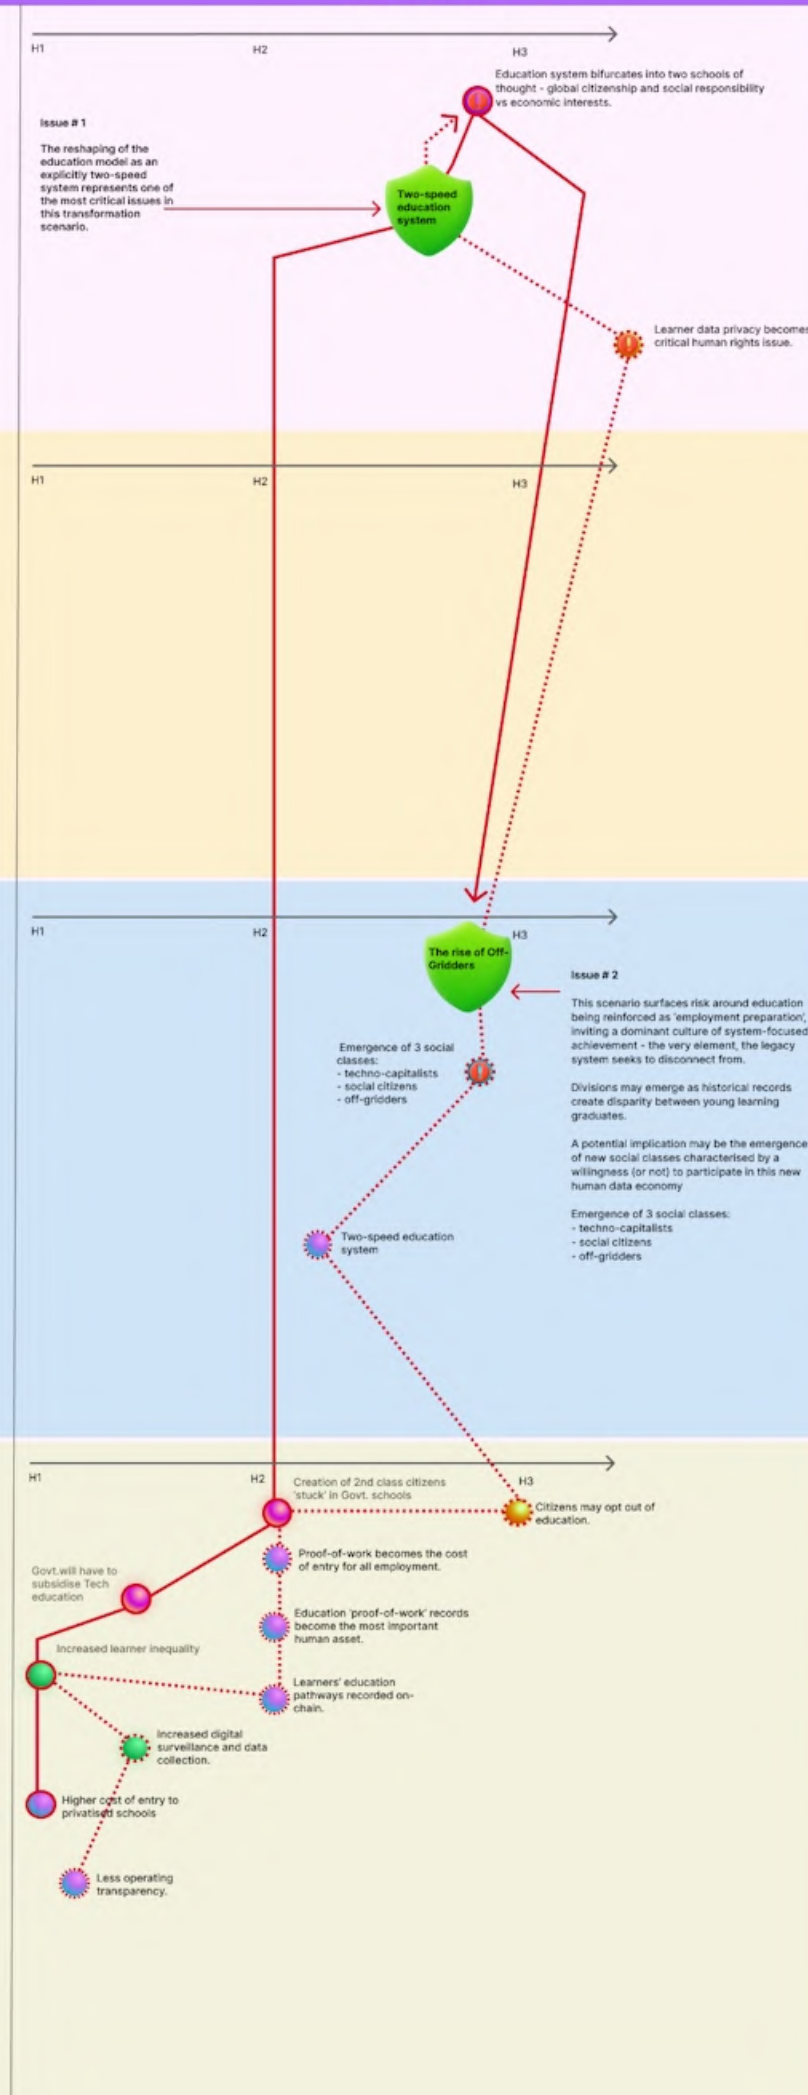 H1
H2
H3
Education system bifurcates into two schools of
thought - global citizenship and social responsibility
vs economic interests.
Issue # 1
The reshaping of the
education model as an
explicitly two-speed
system represents one of
the most critical issues in
this transformation
scenario.
Two-speed
education
system
Learner data privacy becomes
critical human rights issue.
H1
H2
H3
H1
H2
H3
The rise of Off-
Gridders
Issue # 2
This scenario surfaces risk around education
being reinforced as 'employment preparation',
inviting a dominant culture of system-focused
achievement - the very element, the legacy
system seeks to disconnect from.
Divisions may emerge as historical records
create disparity between young learning
graduates.
A potential implication may be the emergence
of new social classes characterised by a
willingness (or not) to participate in this new
human data economy
Emergence of 3 social classes:
- techno-capitalists
- social citizens
- off-gridders
Emergence of 3 social
classes:
- techno-capitalists
- social citizens
- off-gridders
Two-speed education
system
H1
H2
H3
Creation of 2nd class citizens
'stuck' in Govt. schools
Citizens may opt out of
education.
Proof-of-work becomes the cost
of entry for all employment.
Govt.will have to
subsidise Tech
education
Education 'proof-of-work' records
become the most important
human asset.
Increased learner inequality
Learners' education
pathways recorded on-
chain.
Increased digital
surveillance and data
collection.
Higher cost of entry to
privatised schools
Less operating
transparency.